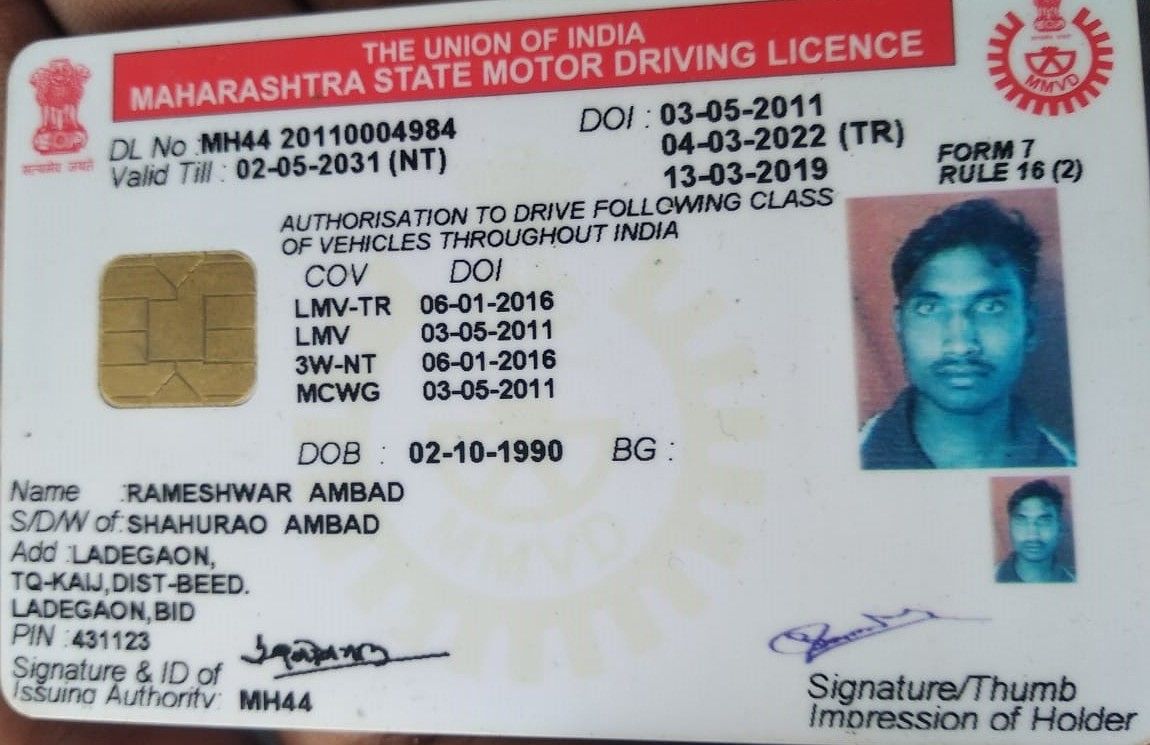 THE UNION OF INDIA
MAHARASHTRA STATE MOTOR DRIVING LICENCE
सत्यमेव जयते
MMVD
DL No : MH44 20110004984
DOI : 03-05-2011
Valid Till : 02-05-2031 (NT)
04-03-2022 (TR)
13-03-2019
FORM 7
RULE 16 (2)
AUTHORISATION TO DRIVE FOLLOWING CLASS
OF VEHICLES THROUGHOUT INDIA
COV DOI
LMV-TR 06-01-2016
LMV 03-05-2011
3W-NT 06-01-2016
MCWG 03-05-2011
DOB : 02-10-1990 BG :
MMVD
Name : RAMESHWAR AMBAD
S/D/W of : SHAHURAO AMBAD
Add : LADEGAON,
TQ-KAIJ,DIST-BEED.
LADEGAON,BID
PIN : 431123
Signature & ID of
Issuing Authority: MH44
Signature/Thumb
Impression of Holder